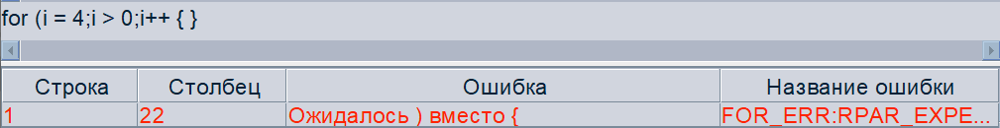 for (i = 4;i > 0;i++ { }
Строка Столбец Ошибка Название ошибки
1 22 Ожидалось ) вместо { FOR_ERR:RPAR_EXPE...